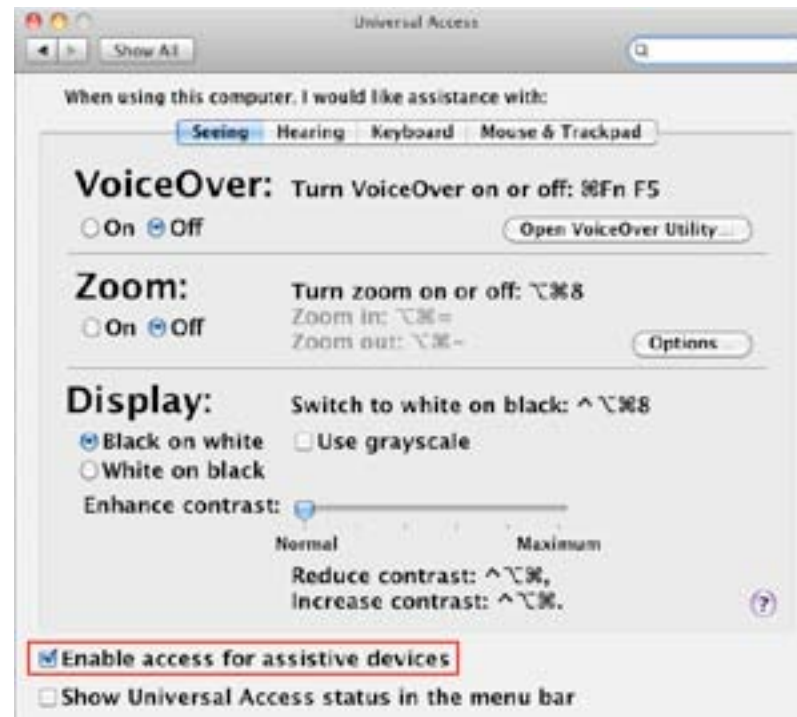 Universal Access
Show All
When using this computer, I would like assistance with:
Seeing Hearing Keyboard Mouse & Trackpad
VoiceOver: Turn VoiceOver on or off: ⌘Fn F5
On Off Open VoiceOver Utility...
Zoom: Turn zoom on or off: ⌥⌘8
On Off Zoom in: ⌥⌘=
Zoom out: ⌥⌘- Options...
Display: Switch to white on black: ^⌥⌘8
Black on white Use grayscale
White on black
Enhance contrast:
Normal Maximum
Reduce contrast: ^⌥⌘,
Increase contrast: ^⌥⌘.
?
Enable access for assistive devices
Show Universal Access status in the menu bar